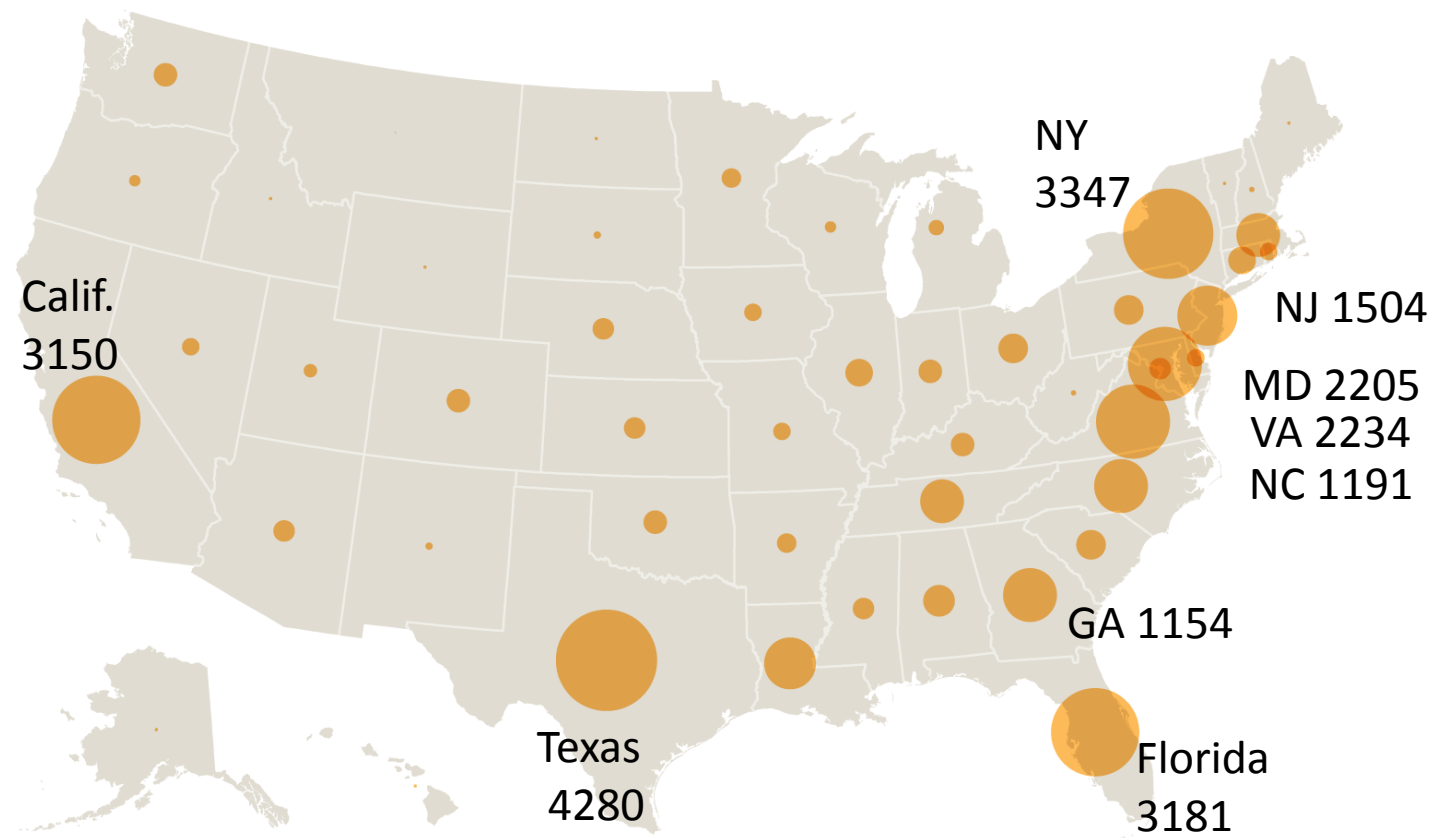 NY
3347
Calif.
3150
NJ 1504
MD 2205
VA 2234
NC 1191
GA 1154
Texas
4280
Florida
3181